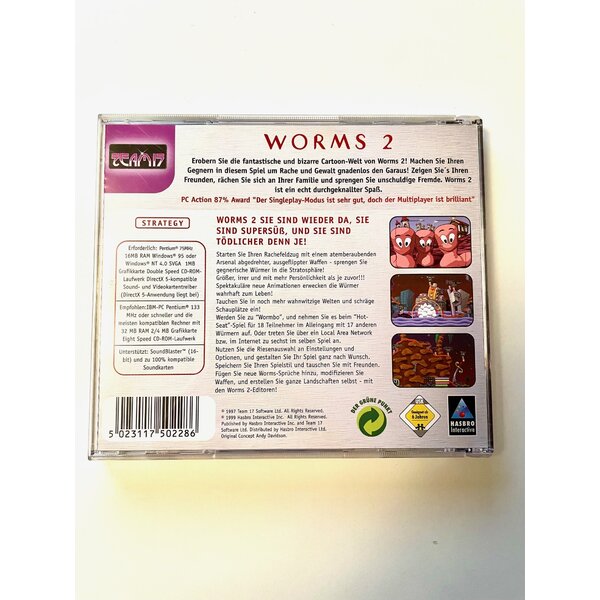 TEAM17
WORMS 2
Erobern Sie die fantastische und bizarre Cartoon-Welt von Worms 2! Machen Sie Ihren
Gegnern in diesem Spiel um Rache und Gewalt gnadenlos den Garaus! Zeigen Sie´s Ihren
Freunden, rächen Sie sich an Ihrer Familie und sprengen Sie unschuldige Fremde. Worms 2
ist ein echt durchgeknallter Spaß.
PC Action 87% Award "Der Singleplay-Modus ist sehr gut, doch der Multiplayer ist brilliant"
STRATEGY
Erforderlich: Pentium® 75MHz
16MB RAM Windows® 95 oder
Windows® NT 4.0 SVGA 1MB
Grafikkarte Double Speed CD-ROM-
Laufwerk DirectX 5-kompatible
Sound- und Videokartentreiber
(DirectX 5-Anwendung liegt bei)
Empfohlen:IBM-PC Pentium® 133
MHz oder schneller und die
meisten kompatiblen Rechner mit
32 MB RAM 2/4 MB Grafikkarte
Eight Speed CD-ROM-Laufwerk
Unterstützt: SoundBlaster™ (16-
bit) und zu 100% kompatible
Soundkarten
WORMS 2 SIE SIND WIEDER DA, SIE
SIND SUPERSÜß, UND SIE SIND
TÖDLICHER DENN JE!
Starten Sie Ihren Rachefeldzug mit einem atemberaubenden
Arsenal abgedrehter, ausgeflippter Waffen - sprengen Sie
gegnerische Würmer in die Stratosphäre!
Größer, irrer und mit mehr Persönlichkeit als je zuvor!!!
Spektakuläre neue Animationen erwecken die Würmer
wahrhaft zum Leben!
Tauchen Sie in noch mehr wahnwitzige Welten und schräge
Schauplätze ein!
Werden Sie zu "Wormbo", und nehmen Sie es beim "Hot-
Seat"-Spiel für 18 Teilnehmer im Alleingang mit 17 anderen
Würmern auf. Oder treten Sie über ein Local Area Network
bzw. im Internet zu sechst im selben Spiel an.
Nutzen Sie die Riesenauswahl an Einstellungen und
Optionen, und gestalten Sie Ihr Spiel ganz nach Wunsch.
Speichern Sie Ihren Spielstil und tauschen Sie mit Freunden.
Fügen Sie neue Worms-Sprüche hinzu, modifizieren Sie
Waffen, und erstellen Sie ganze Landschaften selbst - mit
den Worms 2-Editoren!
5 023117 502286
© 1997 Team 17 Software Ltd. All Rights Reserved.
© 1999 Hasbro Interactive Inc. All Rights Reserved.
Published by Hasbro Interactive Inc. and Team 17
Software Ltd. Distributed by Hasbro Interactive Ltd.
Original Concept Andy Davidson.
DER GRÜNE PUNKT
HASBRO
Interactive